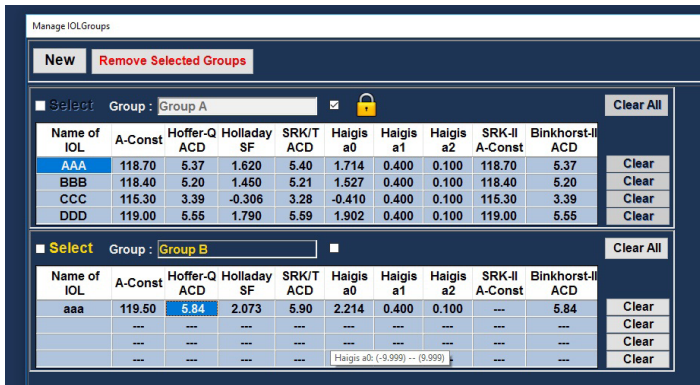 Manage IOLGroups
New Remove Selected Groups
Select Group : Group A Clear All
Name of IOL A-Const Hoffer-Q ACD Holladay SF SRK/T ACD Haigis a0 Haigis a1 Haigis a2 SRK-II A-Const Binkhorst-II ACD
AAA 118.70 5.37 1.620 5.40 1.714 0.400 0.100 118.70 5.37 Clear
BBB 118.40 5.20 1.450 5.21 1.527 0.400 0.100 118.40 5.20 Clear
CCC 115.30 3.39 -0.306 3.28 -0.410 0.400 0.100 115.30 3.39 Clear
DDD 119.00 5.55 1.790 5.59 1.902 0.400 0.100 119.00 5.55 Clear
Select Group : Group B Clear All
Name of IOL A-Const Hoffer-Q ACD Holladay SF SRK/T ACD Haigis a0 Haigis a1 Haigis a2 SRK-II A-Const Binkhorst-II ACD
aaa 119.50 5.84 2.073 5.90 2.214 0.400 0.100 --- 5.84 Clear
--- --- --- --- --- --- --- --- --- Clear
--- --- --- --- --- --- --- --- --- Clear
--- --- --- --- Haigis a0: (-9.999) -- (9.999) --- --- Clear